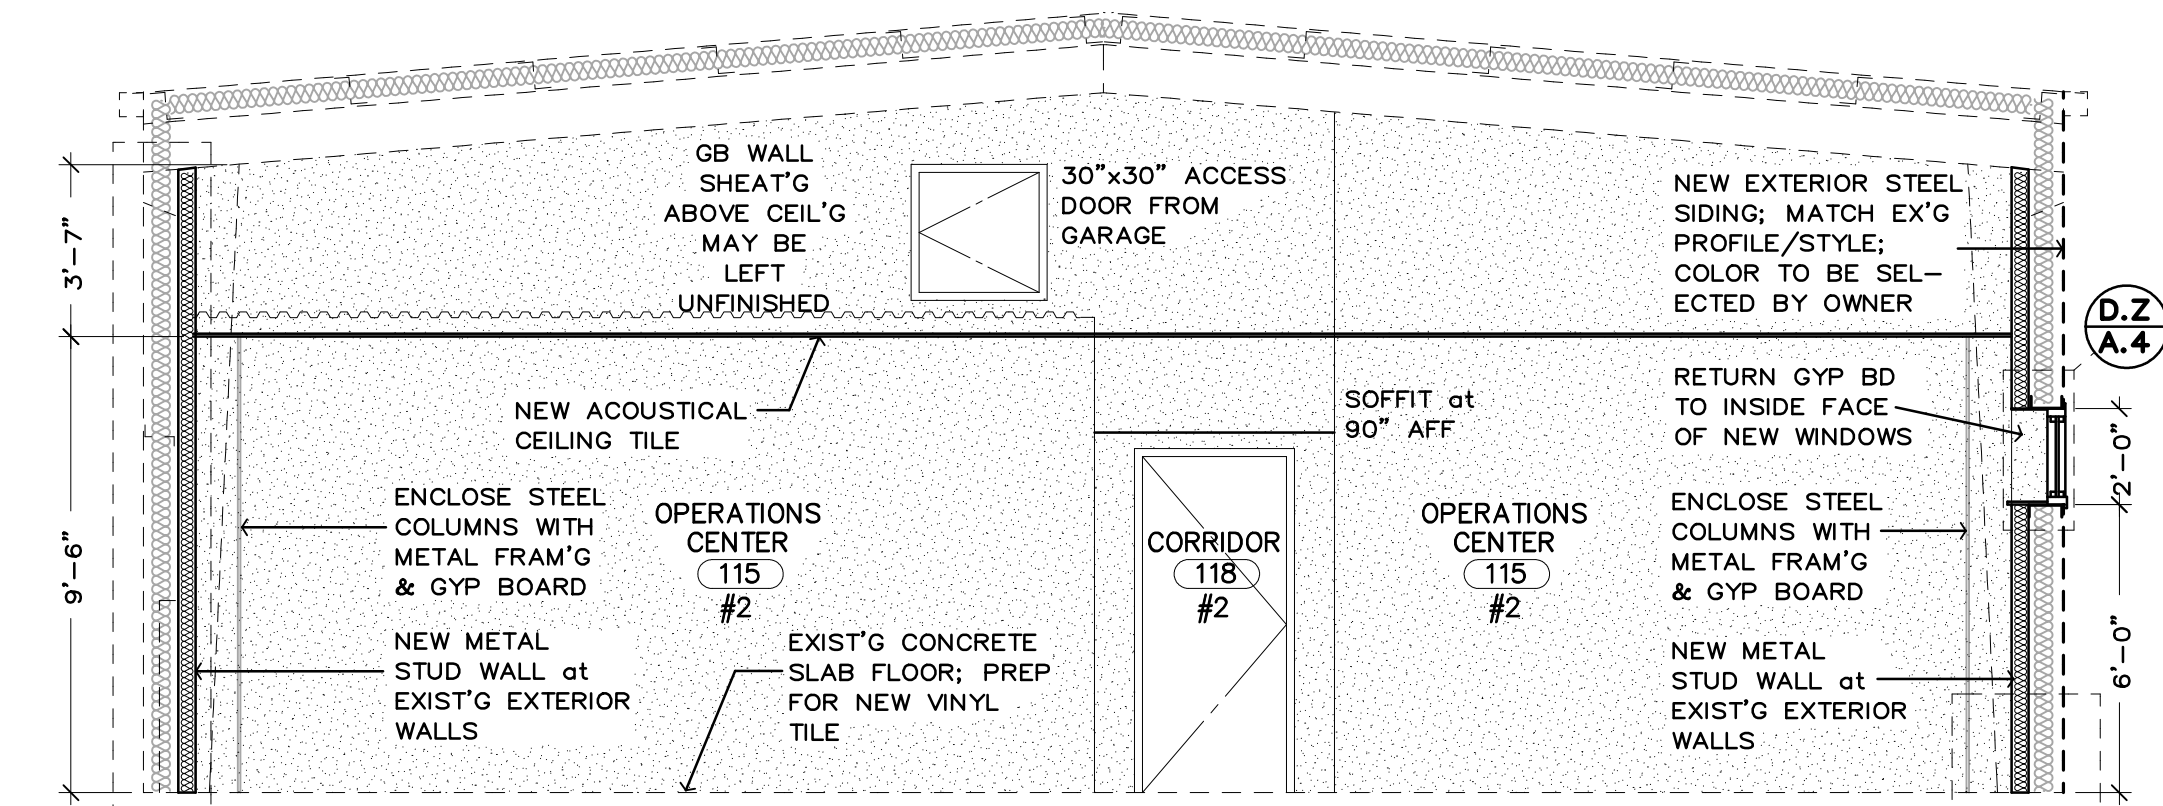 GB WALL
SHEAT'G
ABOVE CEIL'G
MAY BE
LEFT
UNFINISHED
30"x30" ACCESS
DOOR FROM
GARAGE
NEW EXTERIOR STEEL
SIDING; MATCH EX'G
PROFILE/STYLE;
COLOR TO BE SEL-
ECTED BY OWNER
3'-7"
D.Z
A.4
NEW ACOUSTICAL
CEILING TILE
SOFFIT at
90" AFF
RETURN GYP BD
TO INSIDE FACE
OF NEW WINDOWS
2'-0"
9'-6"
ENCLOSE STEEL
COLUMNS WITH
METAL FRAM'G
& GYP BOARD
OPERATIONS
CENTER
115
#2
CORRIDOR
118
#2
OPERATIONS
CENTER
115
#2
ENCLOSE STEEL
COLUMNS WITH
METAL FRAM'G
& GYP BOARD
NEW METAL
STUD WALL at
EXIST'G EXTERIOR
WALLS
EXIST'G CONCRETE
SLAB FLOOR; PREP
FOR NEW VINYL
TILE
NEW METAL
STUD WALL at
EXIST'G EXTERIOR
WALLS
6'-0"